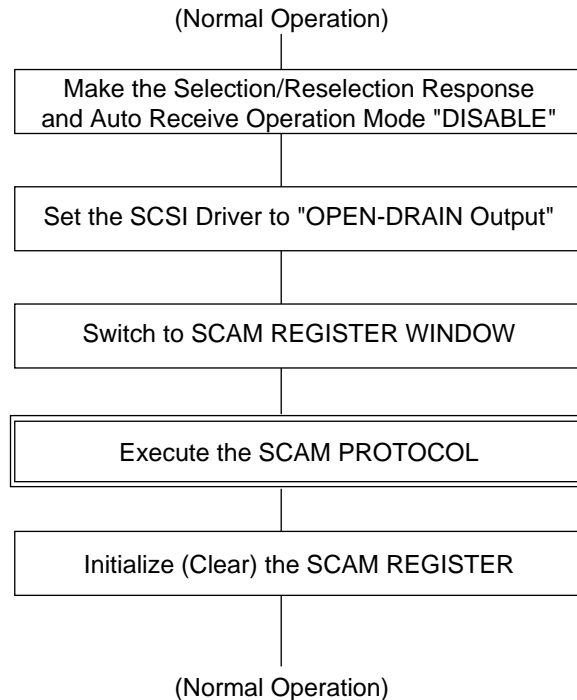 (Normal Operation)
Make the Selection/Reselection Response
and Auto Receive Operation Mode "DISABLE"
Set the SCSI Driver to "OPEN-DRAIN Output"
Switch to SCAM REGISTER WINDOW
Execute the SCAM PROTOCOL
Initialize (Clear) the SCAM REGISTER
(Normal Operation)